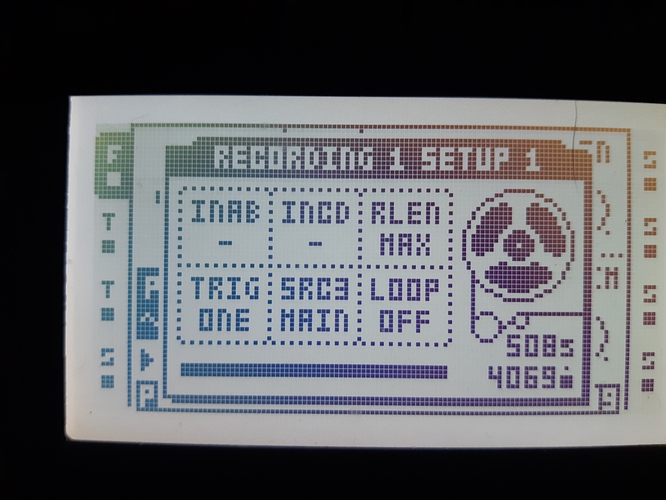 RECORDING 1 SETUP 1
INAB INCD RLEN
- - MAX
TRIG SRC3 LOOP
ONE MAIN OFF
508s
4069
F
T
T
S
P